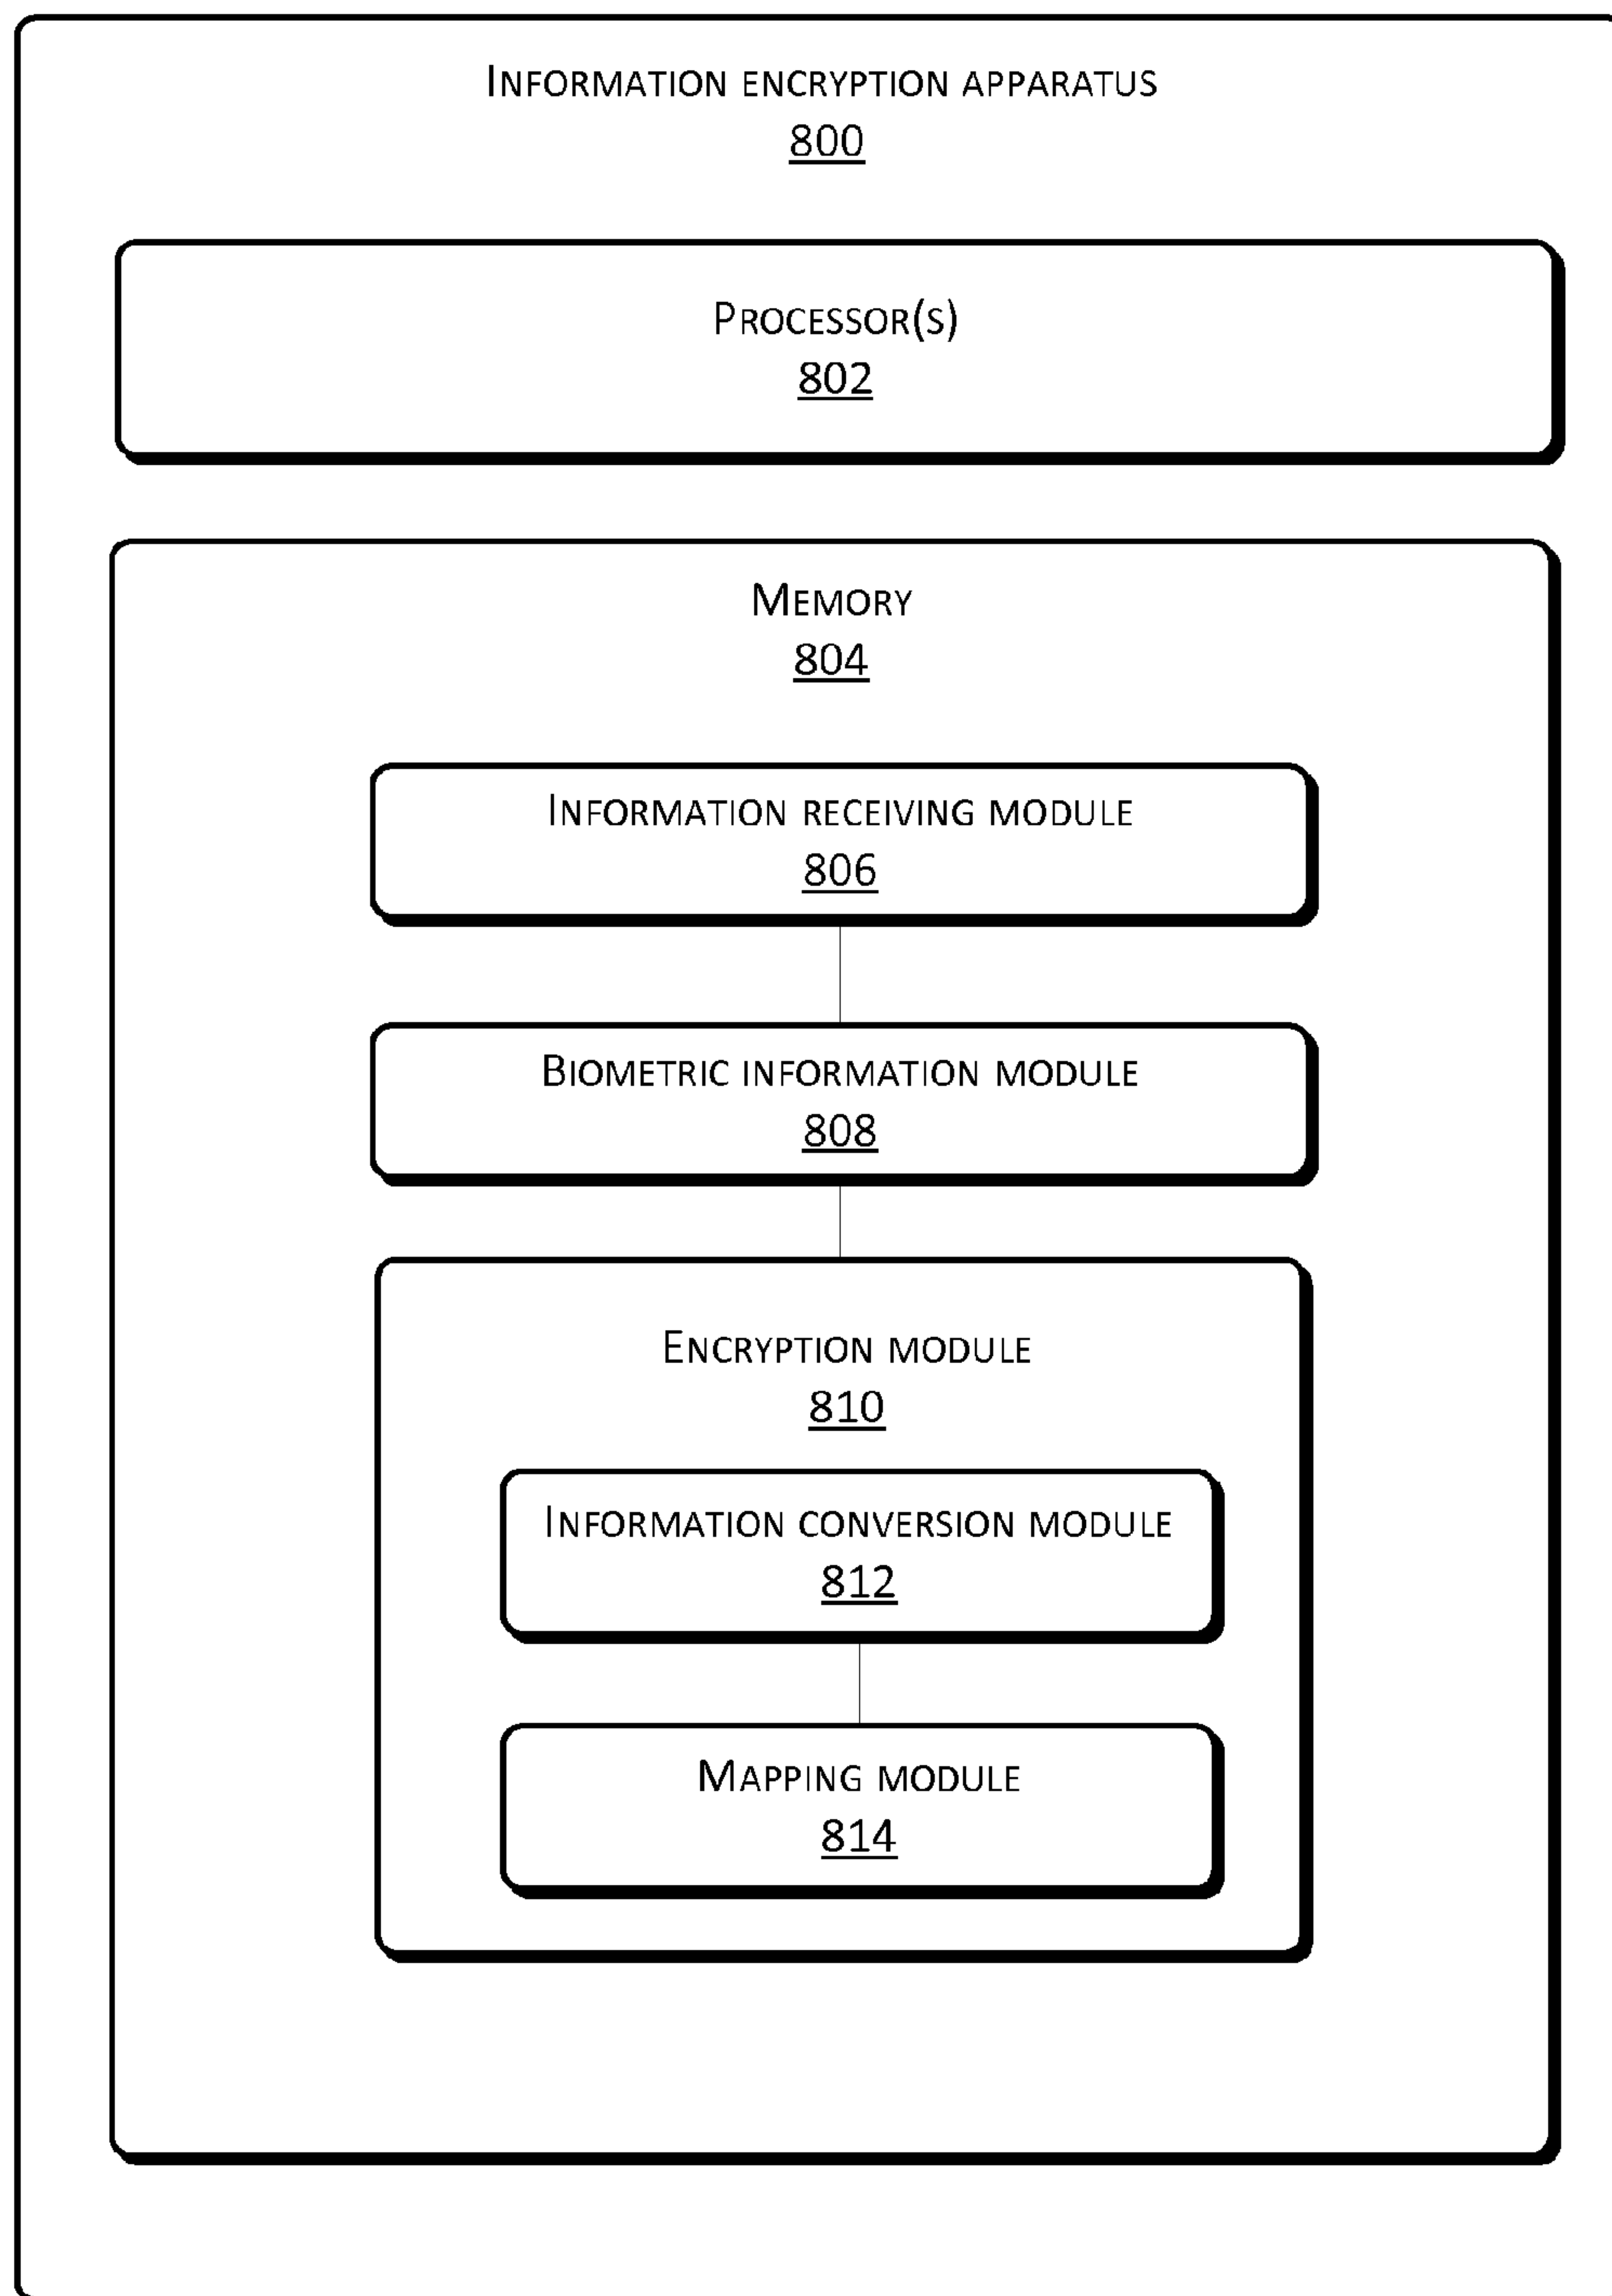 INFORMATION ENCRYPTION APPARATUS
800
PROCESSOR(S)
802
MEMORY
804
INFORMATION RECEIVING MODULE
806
BIOMETRIC INFORMATION MODULE
808
ENCRYPTION MODULE
810
INFORMATION CONVERSION MODULE
812
MAPPING MODULE
814